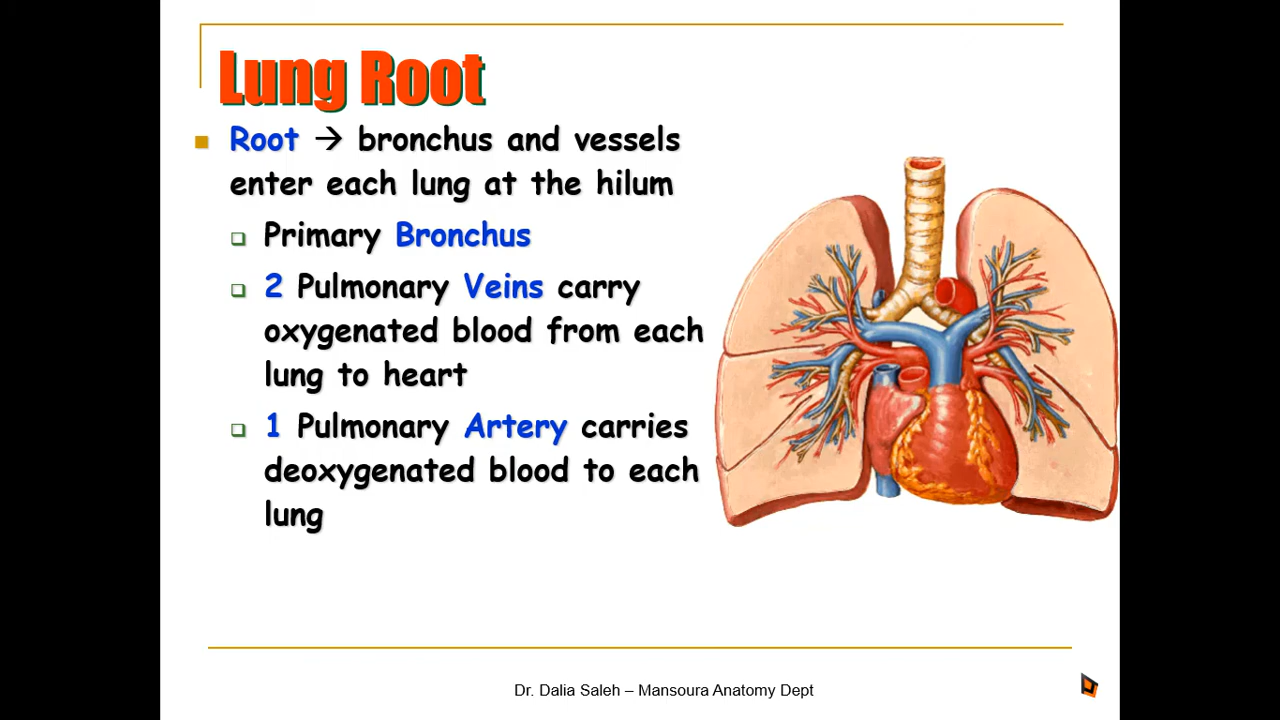 Lung Root
Root → bronchus and vessels
enter each lung at the hilum
Primary Bronchus
2 Pulmonary Veins carry
oxygenated blood from each
lung to heart
1 Pulmonary Artery carries
deoxygenated blood to each
lung
Dr. Dalia Saleh – Mansoura Anatomy Dept